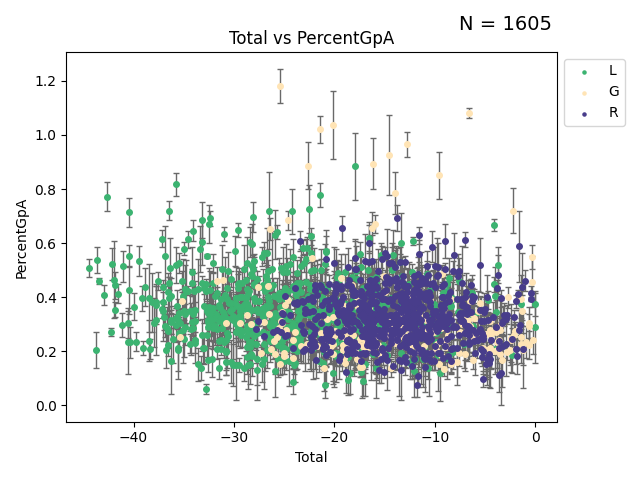 N = 1605
Total vs PercentGpA
L
G
R
PercentGpA
1.2
1.0
0.8
0.6
0.4
0.2
0.0
−40
−30
−20
−10
0
Total